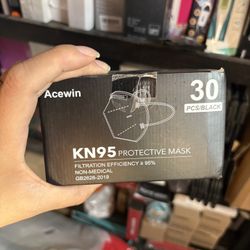 Acewin
30
PCS/BLACK
KN95 PROTECTIVE MASK
FILTRATION EFFICIENCY ≥ 95%
NON-MEDICAL
GB2626-2019